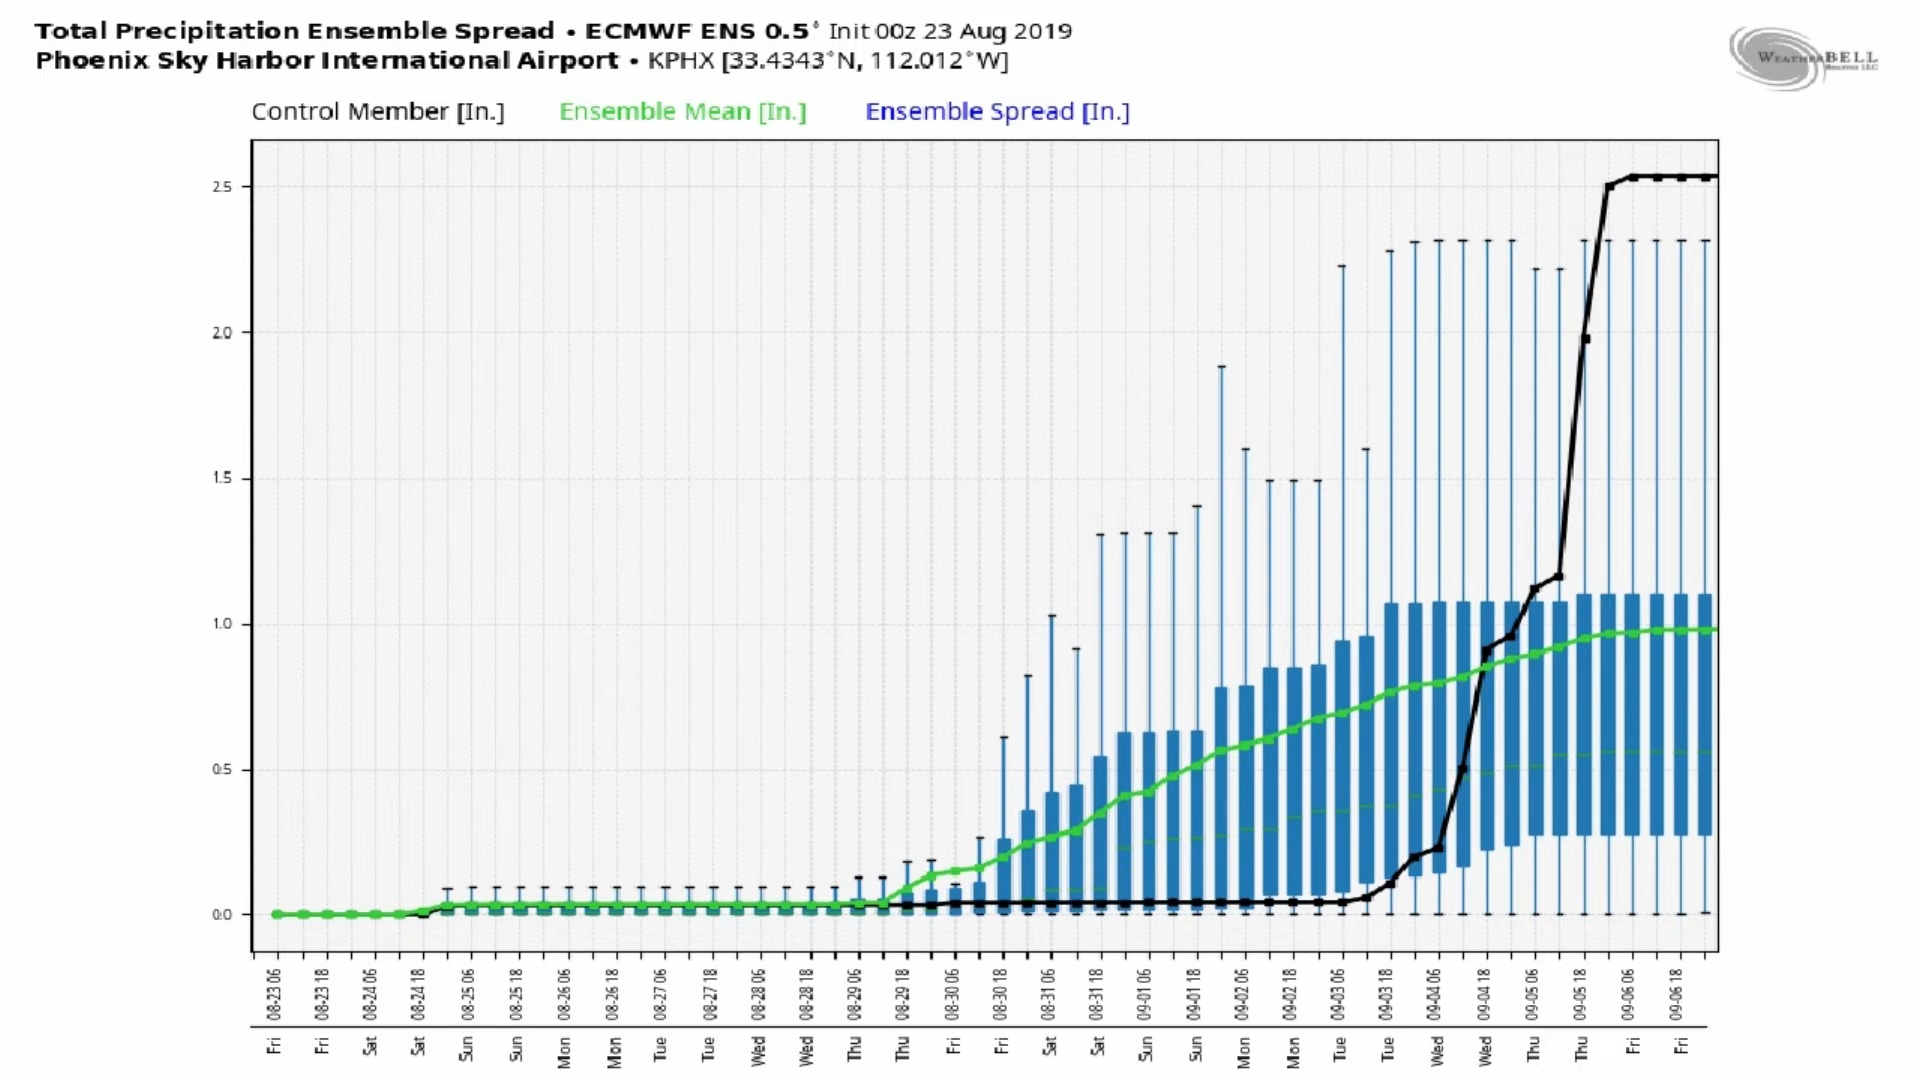 Total Precipitation Ensemble Spread • ECMWF ENS 0.5° Init 00z 23 Aug 2019
Phoenix Sky Harbor International Airport • KPHX [33.4343°N, 112.012°W]
WEATHERBELL
Control Member [In.] Ensemble Mean [In.] Ensemble Spread [In.]
2.5
2.0
1.5
1.0
0.5
0.0
08-23 06 08-23 18 08-24 06 08-24 18 08-25 06 08-25 18 08-26 06 08-26 18 08-27 06 08-27 18 08-28 06 08-28 18 08-29 06 08-29 18 08-30 06 08-30 18 08-31 06 08-31 18 09-01 06 09-01 18 09-02 06 09-02 18 09-03 06 09-03 18 09-04 06 09-04 18 09-05 06 09-05 18 09-06 06 09-06 18
Fri Fri Sat Sat Sun Sun Mon Mon Tue Tue Wed Wed Thu Thu Fri Fri Sat Sat Sun Sun Mon Mon Tue Tue Wed Wed Thu Thu Fri Fri